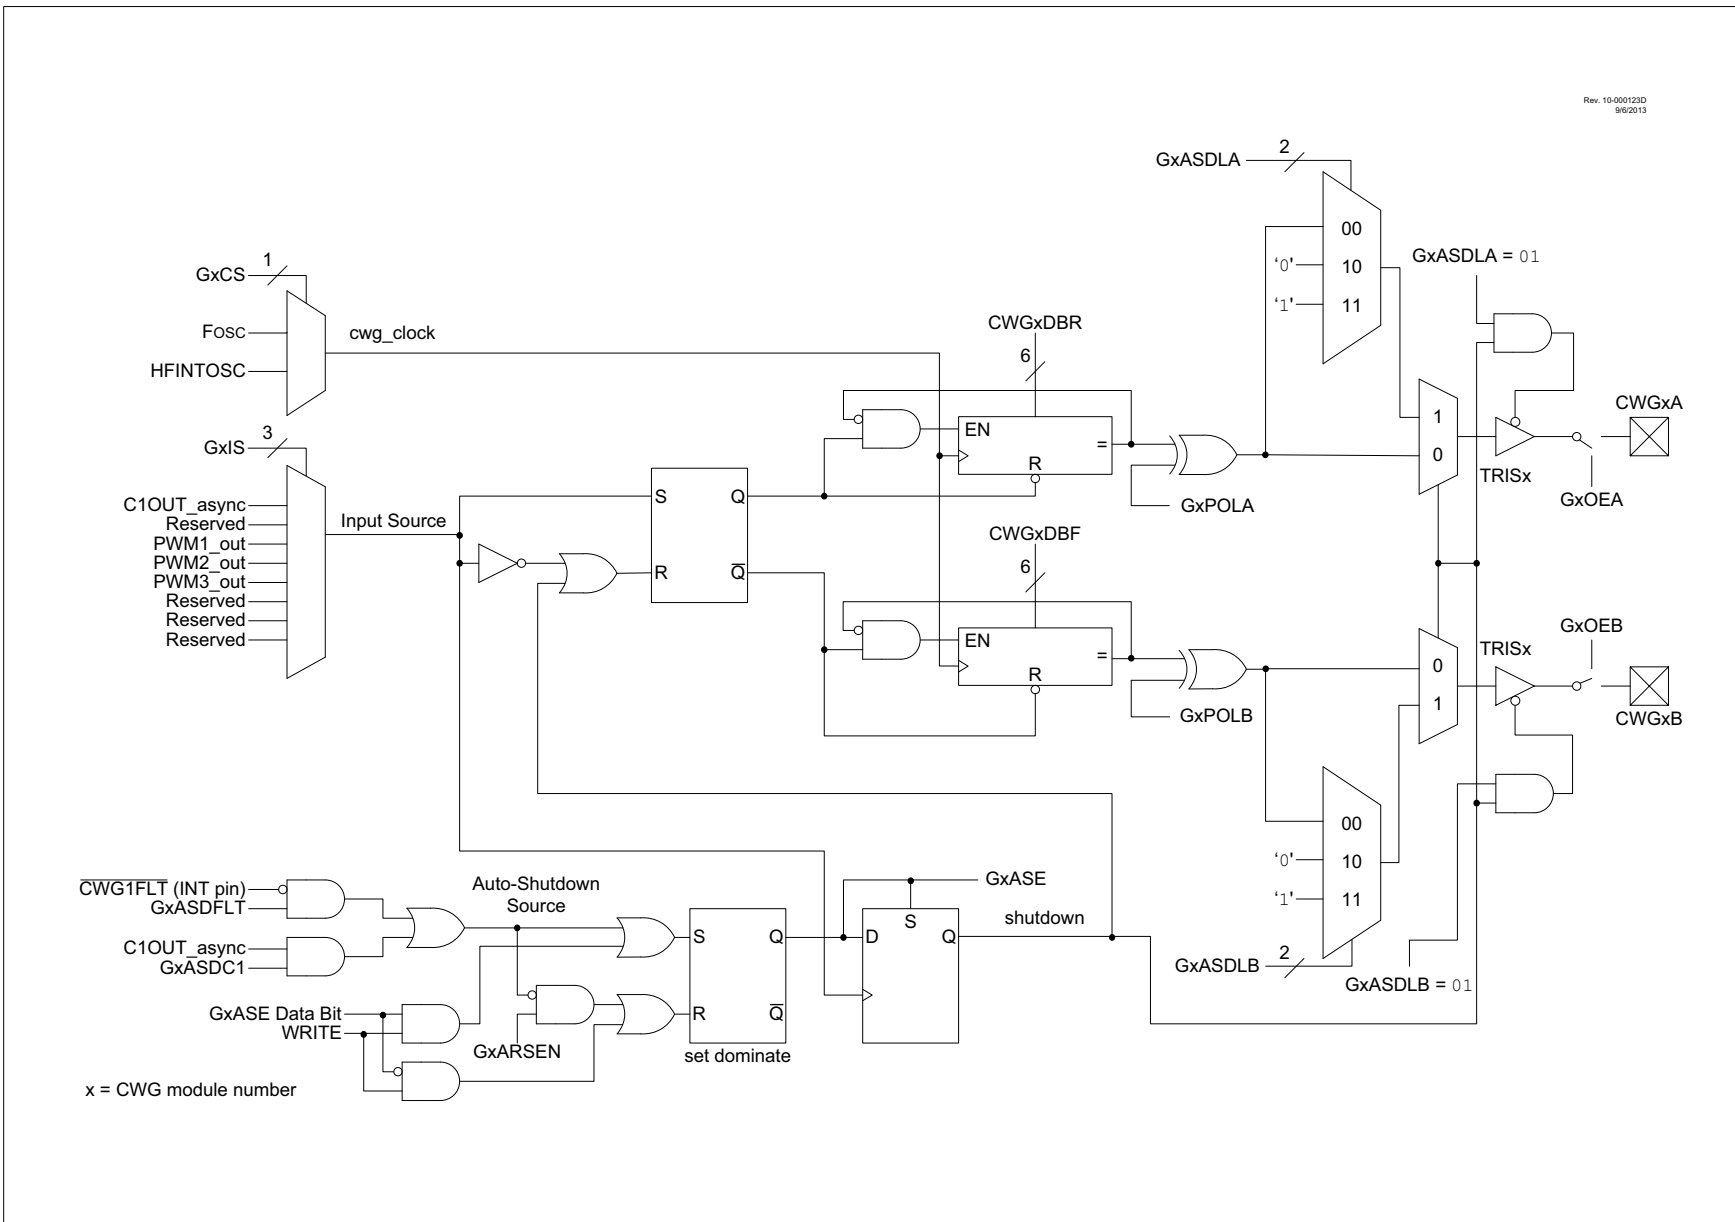 Rev. 10-000123D
9/6/2013
GxASDLA
2
00
‘0’
10
‘1’
11
GxASDLA = 01
GxCS
1
FOSC
HFINTOSC
cwg_clock
CWGxDBR
6
EN
=
R
GxPOLA
1
0
TRISx
CWGxA
GxOEA
GxIS
3
C1OUT_async
Reserved
PWM1_out
PWM2_out
PWM3_out
Reserved
Reserved
Reserved
Input Source
S
Q
R
Q̅
CWGxDBF
6
EN
=
R
GxPOLB
0
1
TRISx
GxOEB
CWGxB
00
‘0’
10
‘1’
11
GxASDLB
2
GxASDLB = 01
CWG1FLT (INT pin)
GxASDFLT
C1OUT_async
GxASDC1
Auto-Shutdown
Source
GxASE Data Bit
WRITE
GxARSEN
S
Q
R
Q̅
set dominate
GxASE
S
D
Q
shutdown
x = CWG module number